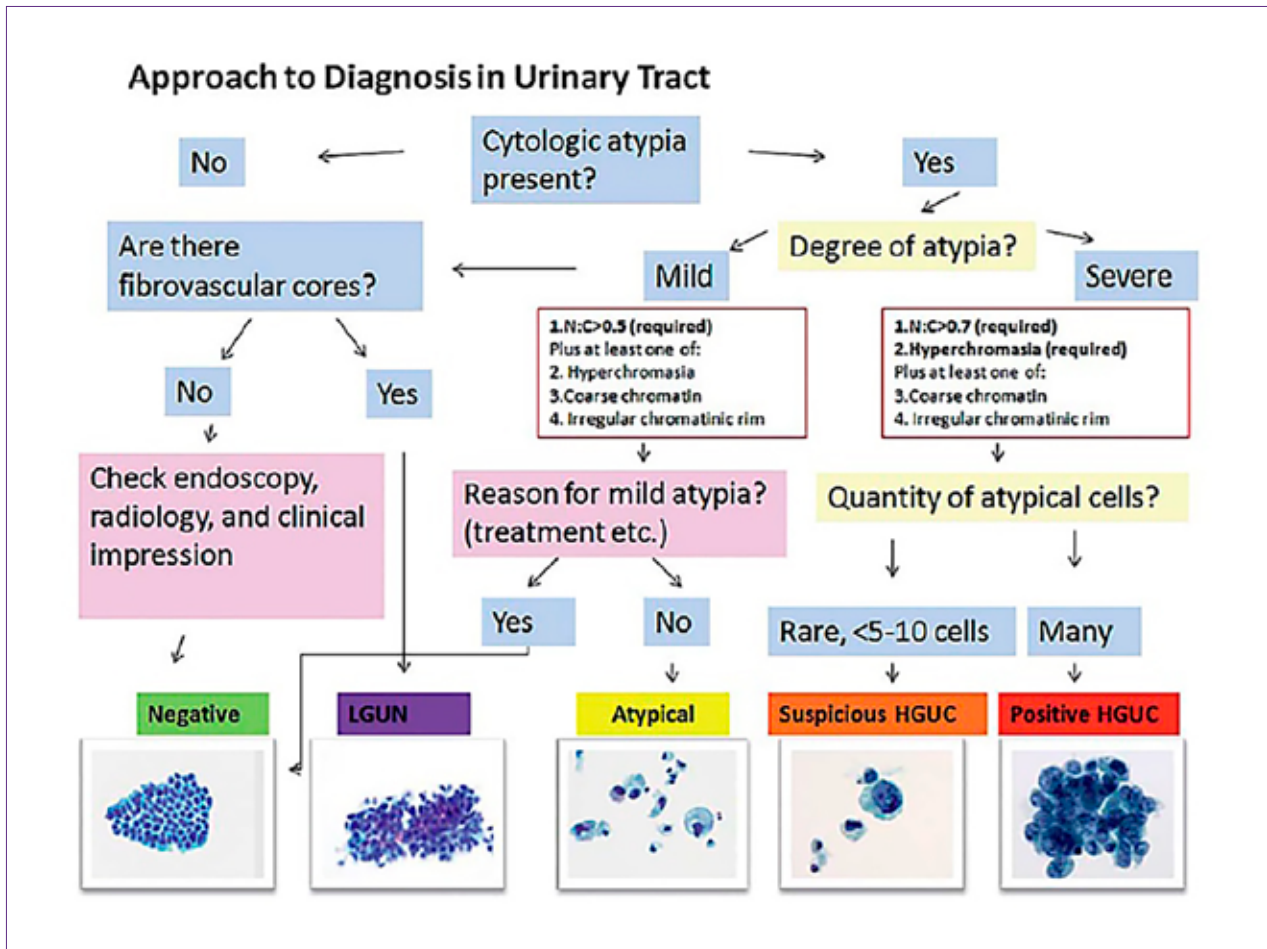 Approach to Diagnosis in Urinary Tract
No
Cytologic atypia
present?
Yes
Are there
fibrovascular cores?
Mild
Degree of atypia?
Severe
1.N:C>0.5 (required)
Plus at least one of:
2. Hyperchromasia
3.Coarse chromatin
4. Irregular chromatinic rim
1.N:C>0.7 (required)
2.Hyperchromasia (required)
Plus at least one of:
3.Coarse chromatin
4. Irregular chromatinic rim
No
Yes
Check endoscopy,
radiology, and clinical
impression
Reason for mild atypia?
(treatment etc.)
Quantity of atypical cells?
Yes
No
Rare, <5-10 cells
Many
Negative
LGUN
Atypical
Suspicious HGUC
Positive HGUC